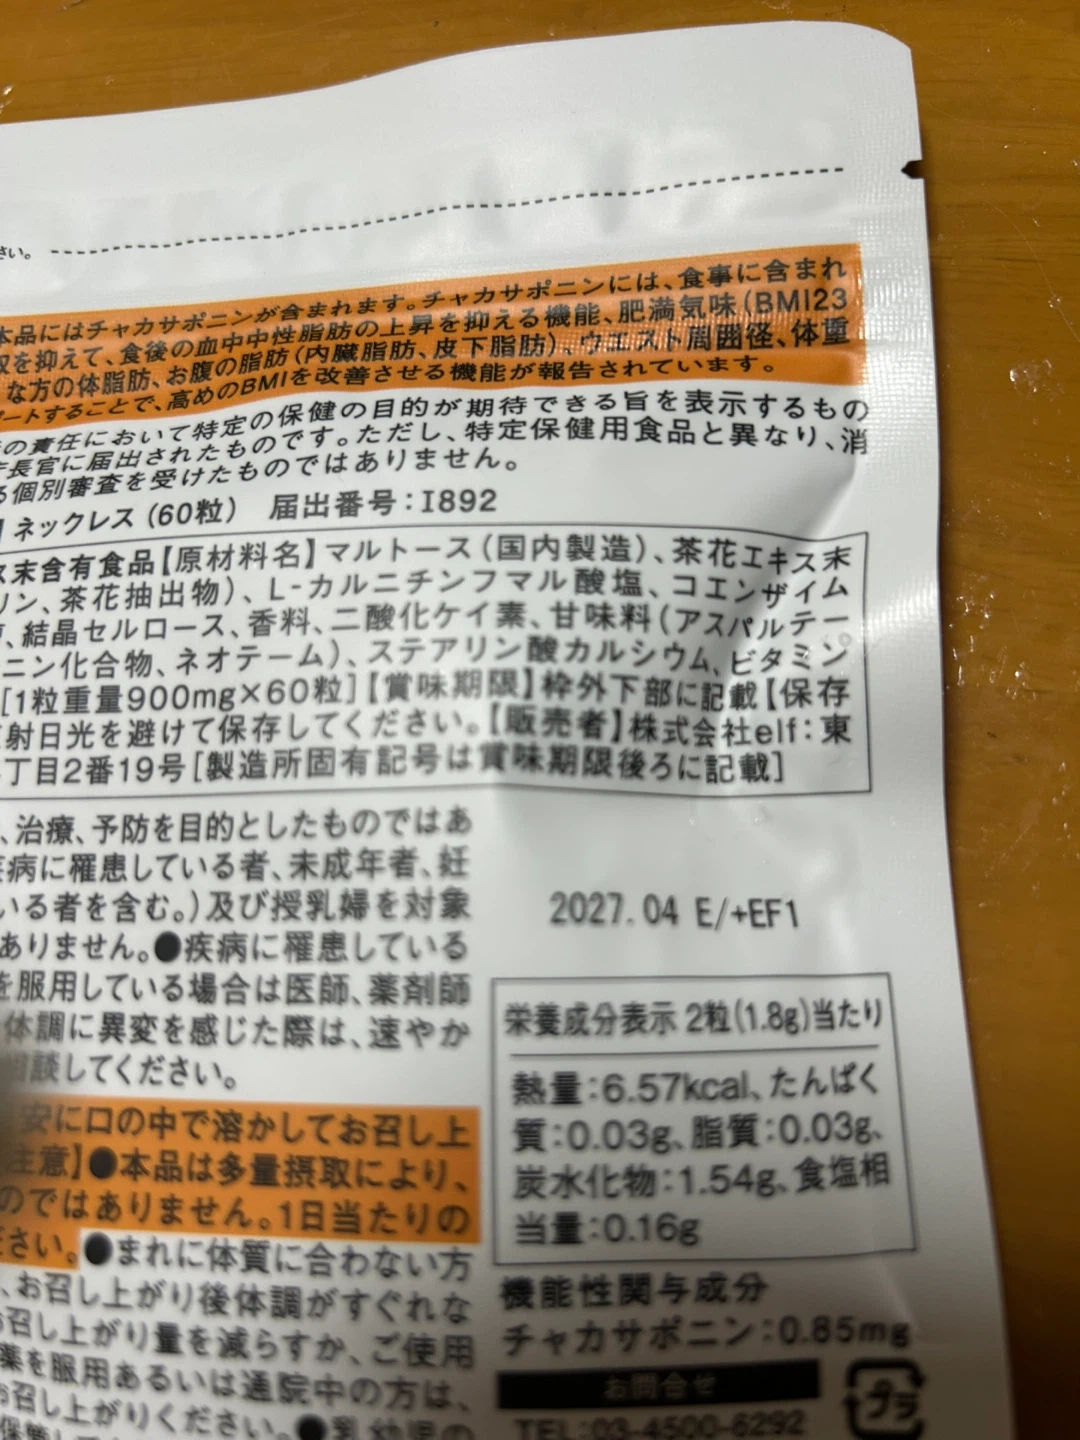 さい。
本品にはチャカサポニンが含まれます。チャカサポニンには、食事に含まれ
を抑えて、食後の血中中性脂肪の上昇を抑える機能、肥満気味(BMI23
な方の体脂肪、お腹の脂肪(内臓脂肪、皮下脂肪)、ウエスト周囲径、体重
ートすることで、高めのBMIを改善させる機能が報告されています。
の責任において特定の保健の目的が期待できる旨を表示するもの
長官に届出されたものです。ただし、特定保健用食品と異なり、消
る個別審査を受けたものではありません。
ネックレス(60粒) 届出番号:I892
ス末含有食品【原材料名】マルトース(国内製造)、茶花エキス末
リン、茶花抽出物)、L-カルニチンフマル酸塩、コエンザイム
、結晶セルロース、香料、二酸化ケイ素、甘味料(アスパルテー
ニン化合物、ネオテーム)、ステアリン酸カルシウム、ビタミン
[1粒重量900mg×60粒]【賞味期限】枠外下部に記載【保存
射日光を避けて保存してください。【販売者】株式会社elf:東
丁目2番19号[製造所固有記号は賞味期限後ろに記載]
、治療、予防を目的としたものではあ
病に罹患している者、未成年者、妊
いる者を含む。)及び授乳婦を対象
ありません。●疾病に罹患している
を服用している場合は医師、薬剤師
体調に異変を感じた際は、速やか
相談してください。
安に口の中で溶かしてお召し上
注意】●本品は多量摂取により、
のではありません。1日当たりの
ださい。●まれに体質に合わない方
、お召し上がり後体調がすぐれな
お召し上がり量を減らすか、ご使用
薬を服用あるいは通院中の方は、
お召し上がりください。●乳幼児の
2027.04 E/+EF1
栄養成分表示 2粒(1.8g)当たり
熱量:6.57kcal、たんぱく
質:0.03g、脂質:0.03g、
炭水化物:1.54g、食塩相
当量:0.16g
機能性関与成分
チャカサポニン:0.85mg
お問合せ
TEL:03-4500-6292
プラ